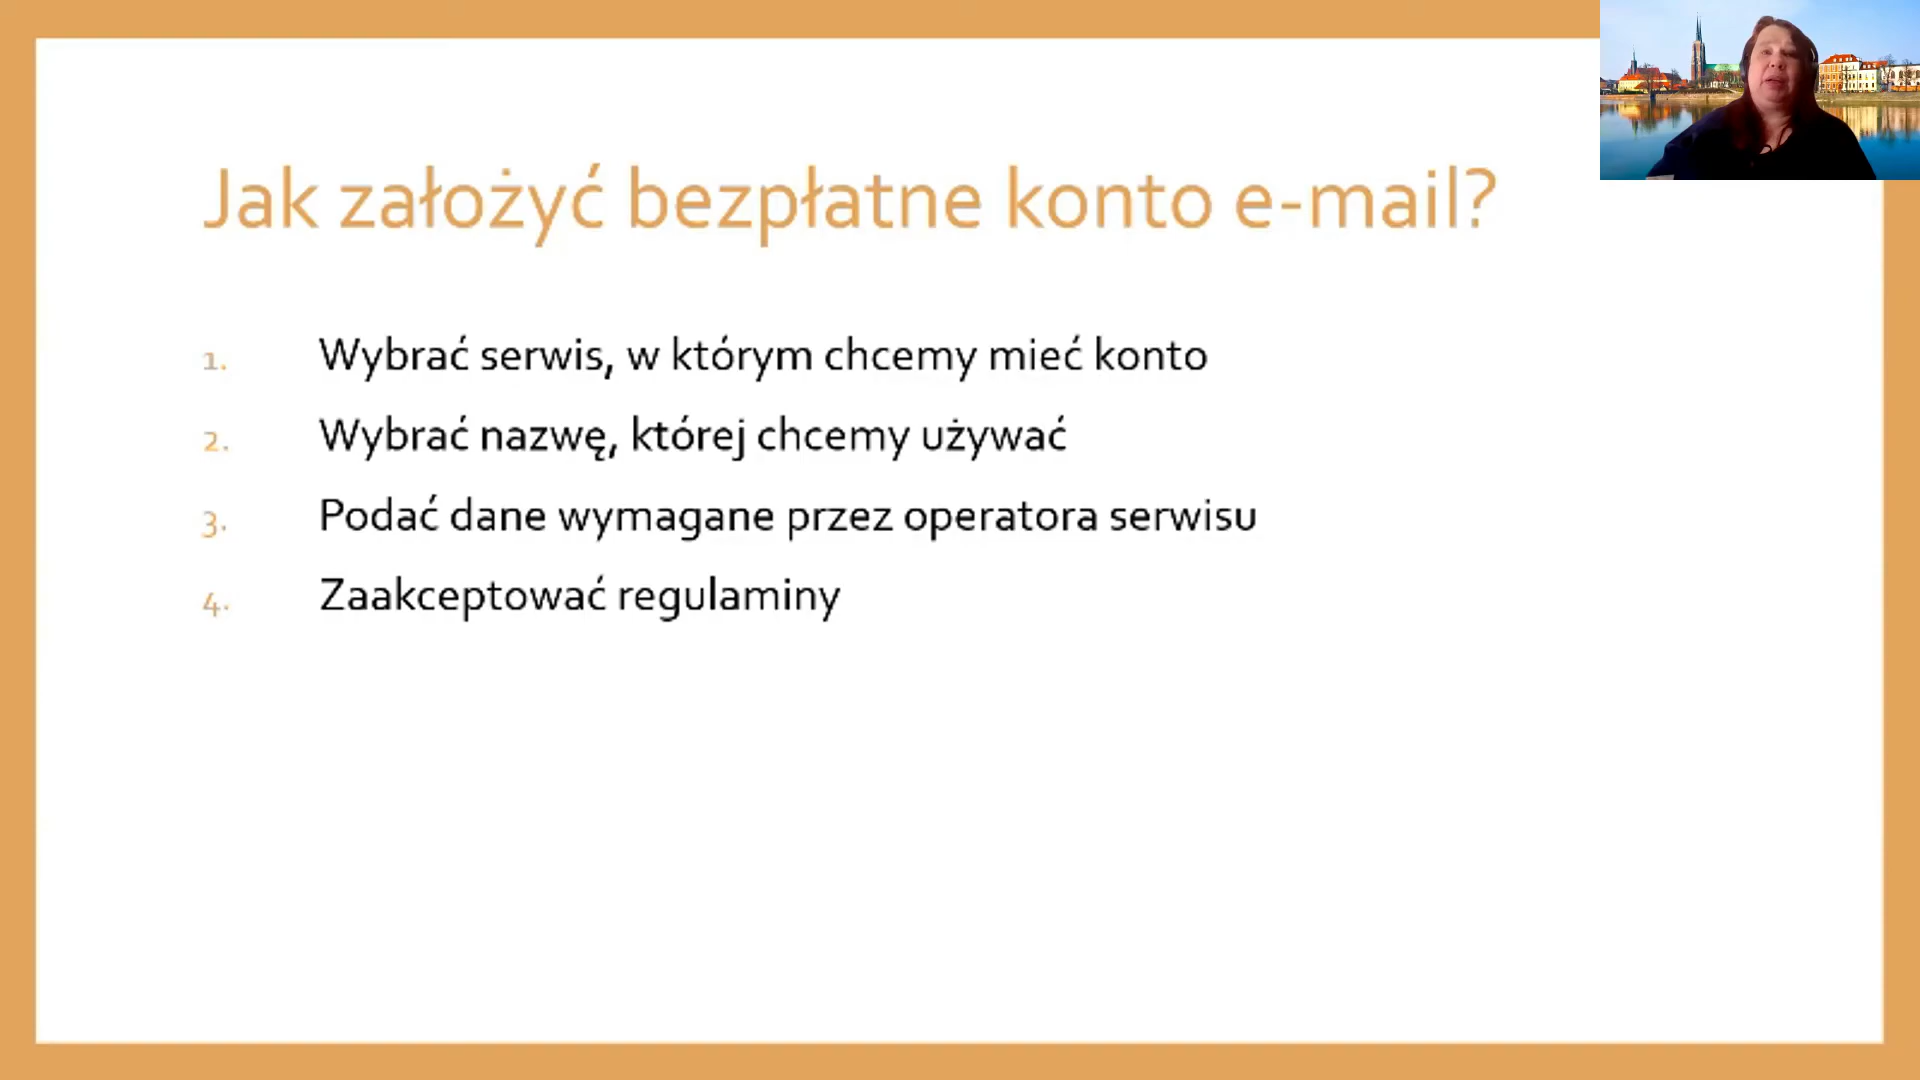 Jak założyć bezpłatne konto e-mail?
1. Wybrać serwis, w którym chcemy mieć konto
2. Wybrać nazwę, której chcemy używać
3. Podać dane wymagane przez operatora serwisu
4. Zaakceptować regulaminy